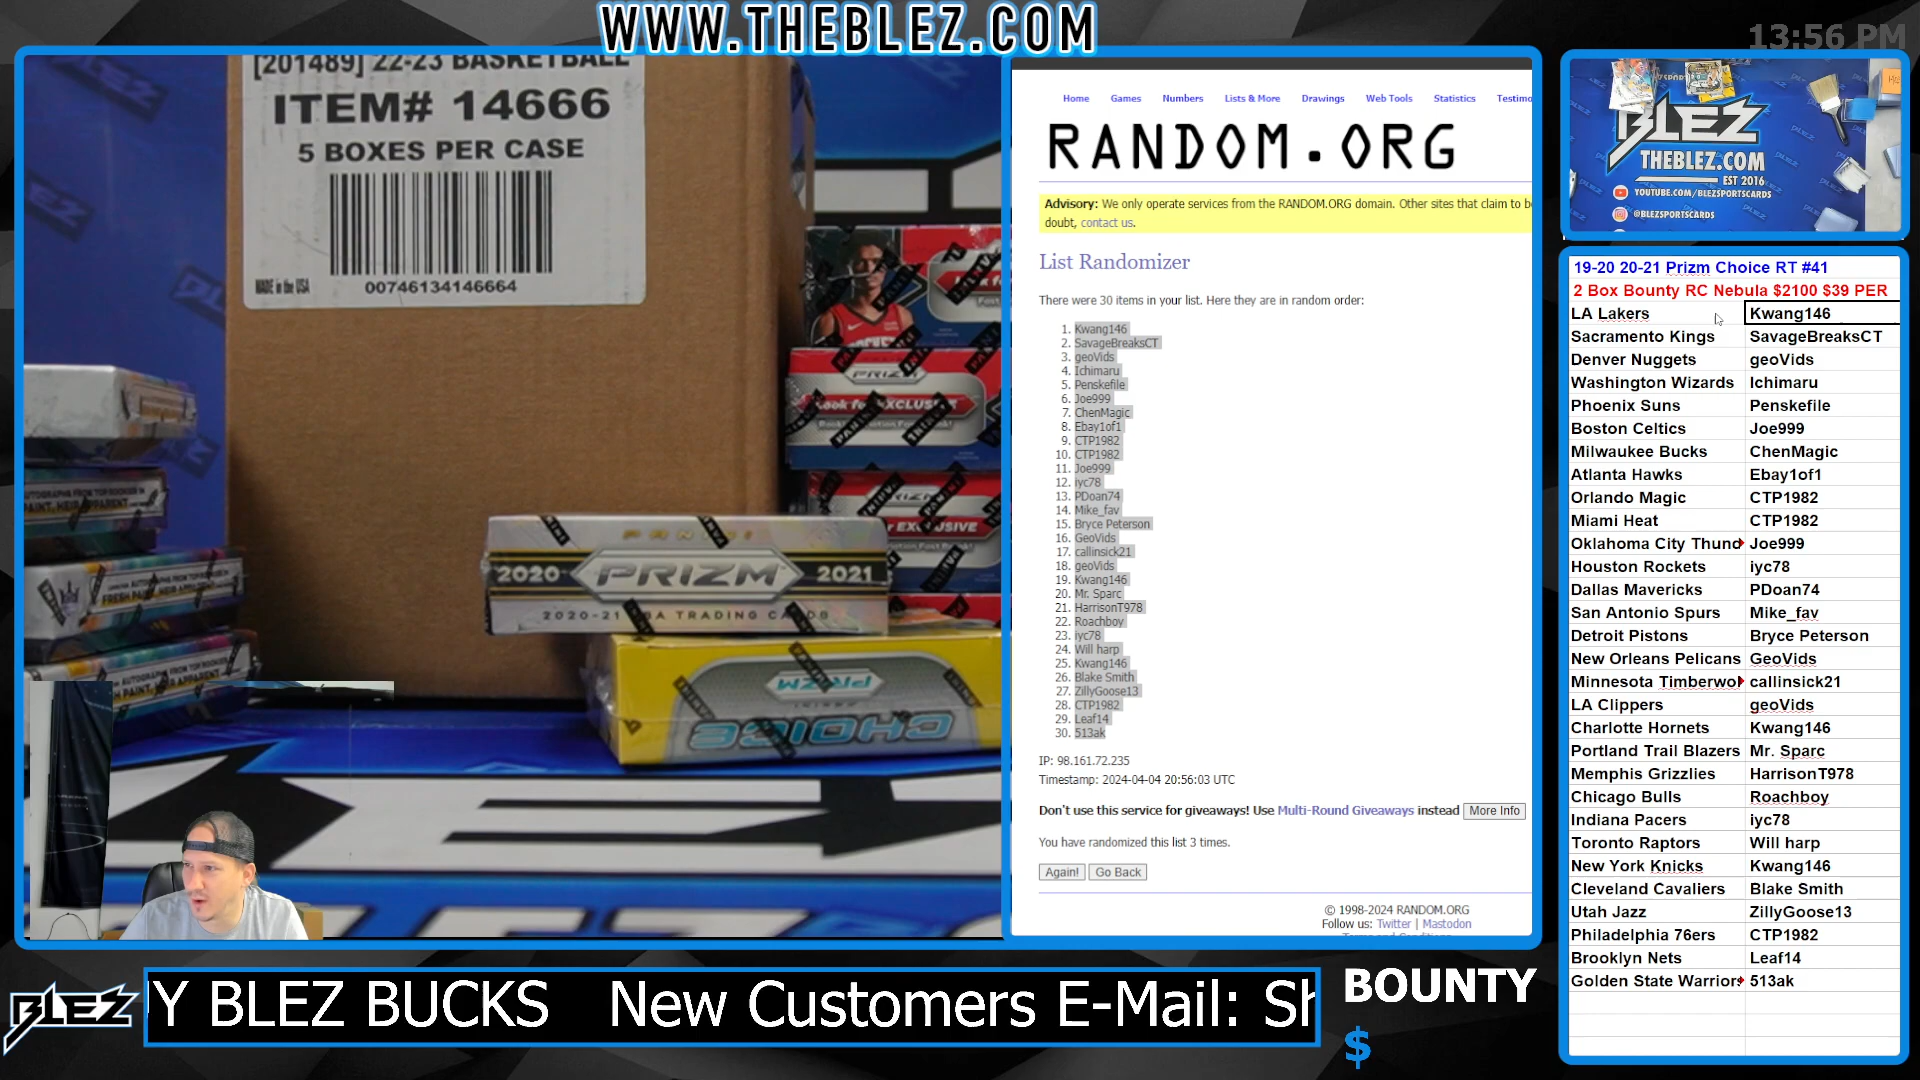 WWW.THEBLEZ.COM
13:56 PM
[201489] 22-23 BASKETBALL
ITEM# 14666
5 BOXES PER CASE
MADE in the USA
00746134146664
PRIZM
Look for EXCLUSIVE
PANINI
2020 PRIZM 2021
2020-21 NBA TRADING CARDS
PRIZM
CHOICE
Home Games Numbers Lists & More Drawings Web Tools Statistics Testimo
RANDOM.ORG
Advisory: We only operate services from the RANDOM.ORG domain. Other sites that claim to b
doubt, contact us.
List Randomizer
There were 30 items in your list. Here they are in random order:
1. Kwang146
2. SavageBreaksCT
3. geoVids
4. Ichimaru
5. Penskefile
6. Joe999
7. ChenMagic
8. Ebay1of1
9. CTP1982
10. CTP1982
11. Joe999
12. iyc78
13. PDoan74
14. Mike_fav
15. Bryce Peterson
16. GeoVids
17. callinsick21
18. geoVids
19. Kwang146
20. Mr. Sparc
21. HarrisonT978
22. Roachboy
23. iyc78
24. Will harp
25. Kwang146
26. Blake Smith
27. ZillyGoose13
28. CTP1982
29. Leaf14
30. 513ak
IP: 98.161.72.235
Timestamp: 2024-04-04 20:56:03 UTC
Don't use this service for giveaways! Use Multi-Round Giveaways instead More Info
You have randomized this list 3 times.
Again! Go Back
© 1998-2024 RANDOM.ORG
Follow us: Twitter | Mastodon
BLEZ
THEBLEZ.COM
EST 2016
YOUTUBE.COM/BLEZSPORTSCARDS
@BLEZSPORTSCARDS
19-20 20-21 Prizm Choice RT #41
2 Box Bounty RC Nebula $2100 $39 PER
LA Lakers Kwang146
Sacramento Kings SavageBreaksCT
Denver Nuggets geoVids
Washington Wizards Ichimaru
Phoenix Suns Penskefile
Boston Celtics Joe999
Milwaukee Bucks ChenMagic
Atlanta Hawks Ebay1of1
Orlando Magic CTP1982
Miami Heat CTP1982
Oklahoma City Thund Joe999
Houston Rockets iyc78
Dallas Mavericks PDoan74
San Antonio Spurs Mike_fav
Detroit Pistons Bryce Peterson
New Orleans Pelicans GeoVids
Minnesota Timberwol callinsick21
LA Clippers geoVids
Charlotte Hornets Kwang146
Portland Trail Blazers Mr. Sparc
Memphis Grizzlies HarrisonT978
Chicago Bulls Roachboy
Indiana Pacers iyc78
Toronto Raptors Will harp
New York Knicks Kwang146
Cleveland Cavaliers Blake Smith
Utah Jazz ZillyGoose13
Philadelphia 76ers CTP1982
Brooklyn Nets Leaf14
Golden State Warriors 513ak
BLEZ
Y BLEZ BUCKS New Customers E-Mail: Sh
BOUNTY
$